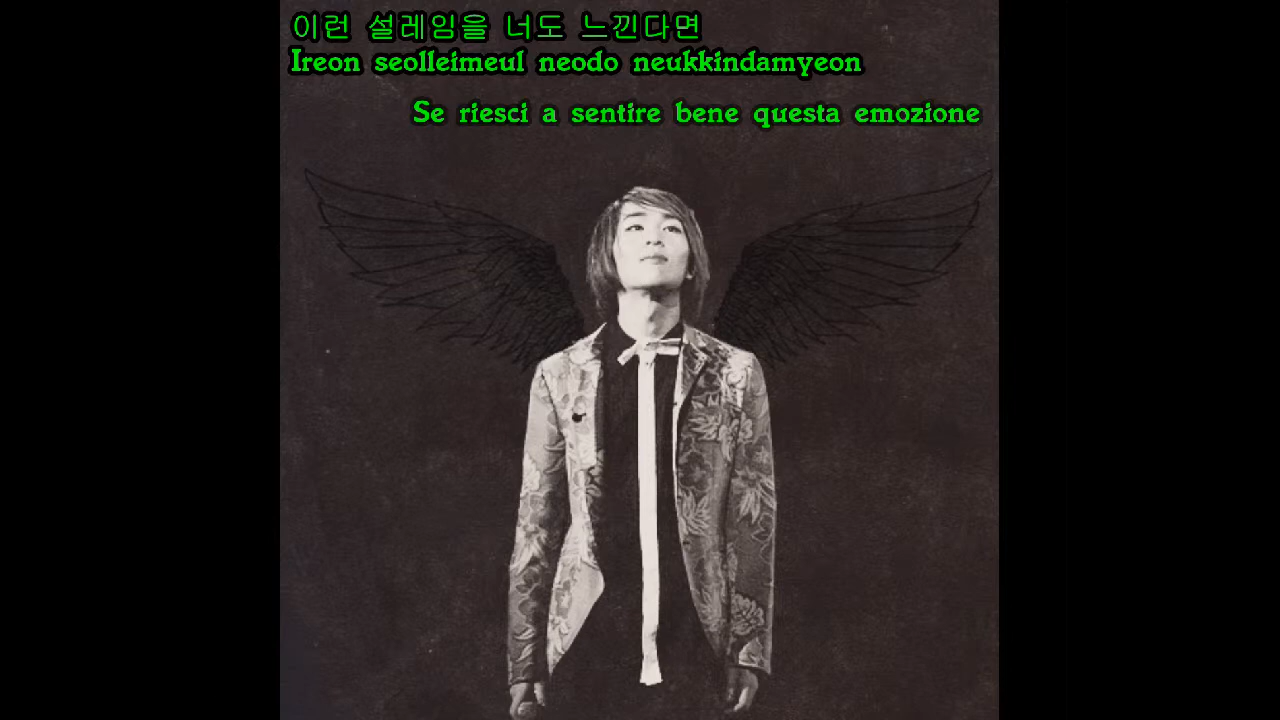 이런 설레임을 너도 느낀다면
Ireon seolleimeul neodo neukkindamyeon
Se riesci a sentire bene questa emozione